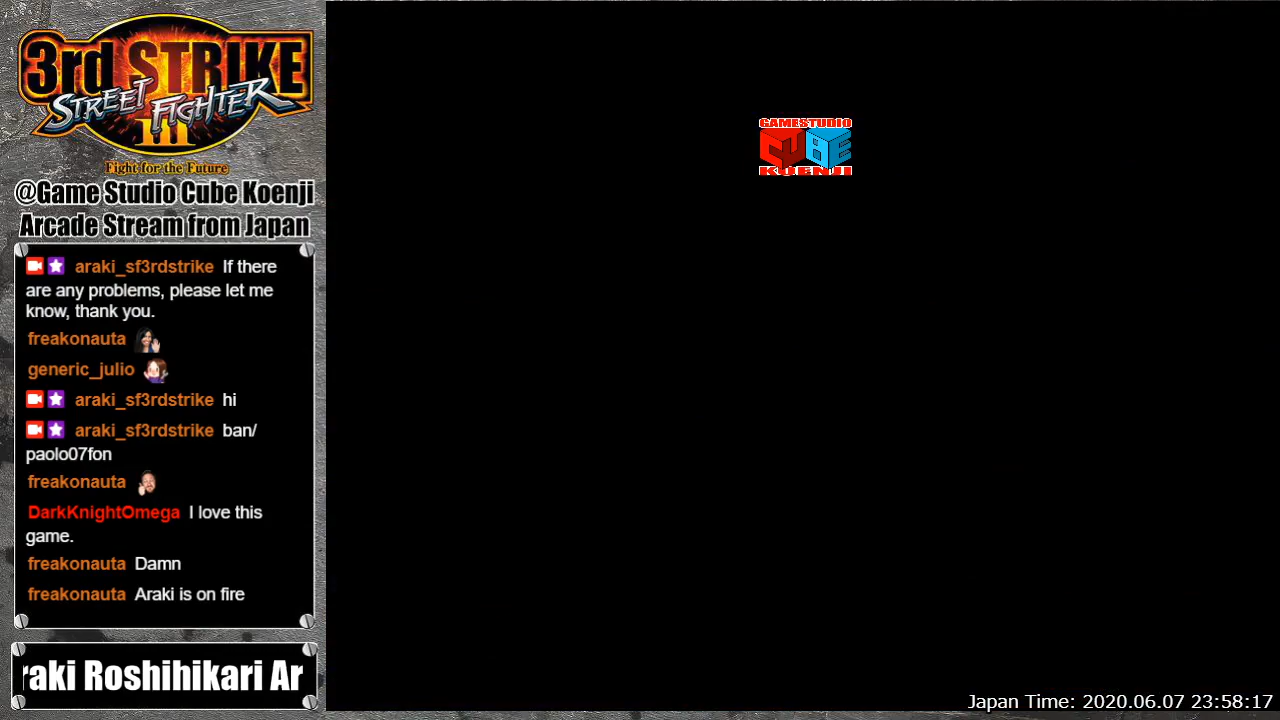 3rd STRIKE
STREET FIGHTER
III
Fight for the Future
@Game Studio Cube Koenji
Arcade Stream from Japan
araki_sf3rdstrike If there
are any problems, please let me
know, thank you.
freakonauta
generic_julio
araki_sf3rdstrike hi
araki_sf3rdstrike ban/
paolo07fon
freakonauta
DarkKnightOmega I love this
game.
freakonauta Damn
freakonauta Araki is on fire
raki Roshihikari Ar
GAMESTUDIO
CUBE
KOENJI
Japan Time: 2020.06.07 23:58:17